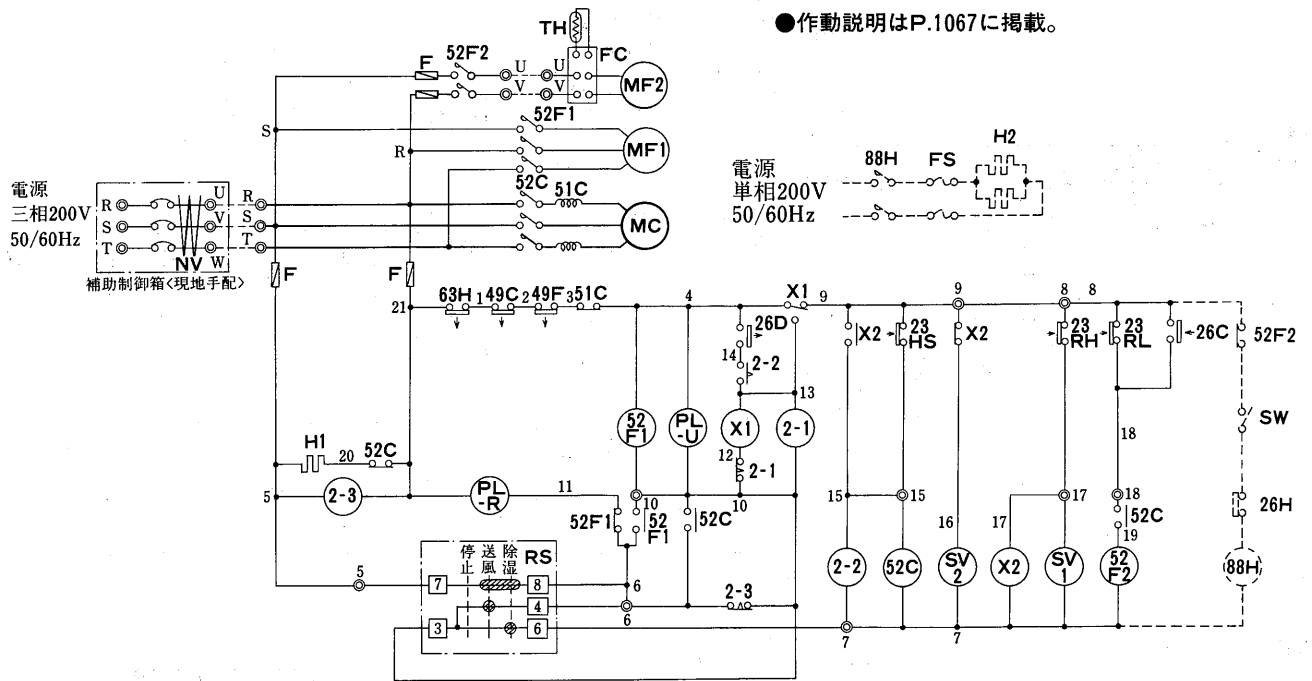 ●作動説明はP.1067に掲載。
TH
FC
F 52F2 U U
V V
MF2
52F1
S
R
MF1
H2
88H FS
電源
単相200V
50/60Hz
電源
三相200V
50/60Hz
R U R
S V S
T W T
NV
補助制御箱<現地手配>
52C 51C
MC
F F
21 63H 1 49C 2 49F 3 51C 4 X1 9 9 8 8
26D
14
2-2
X2
23
HS
X2
23
RH
23
RL
26C
52F2
13
52
F1
PL
-U
X1
2-1
12
2-1
SW
18
H1
20
52C
5
2-3
PL
-R
11
10
10
52F1
52
F1
52C
15
15
16
17
17
18
52C
19
26H
2-2
52C
SV
2
X2
SV
1
52
F2
88H
停止
送風
除湿
RS
5
7
8
6
4
6
2-3
3
6
7
7